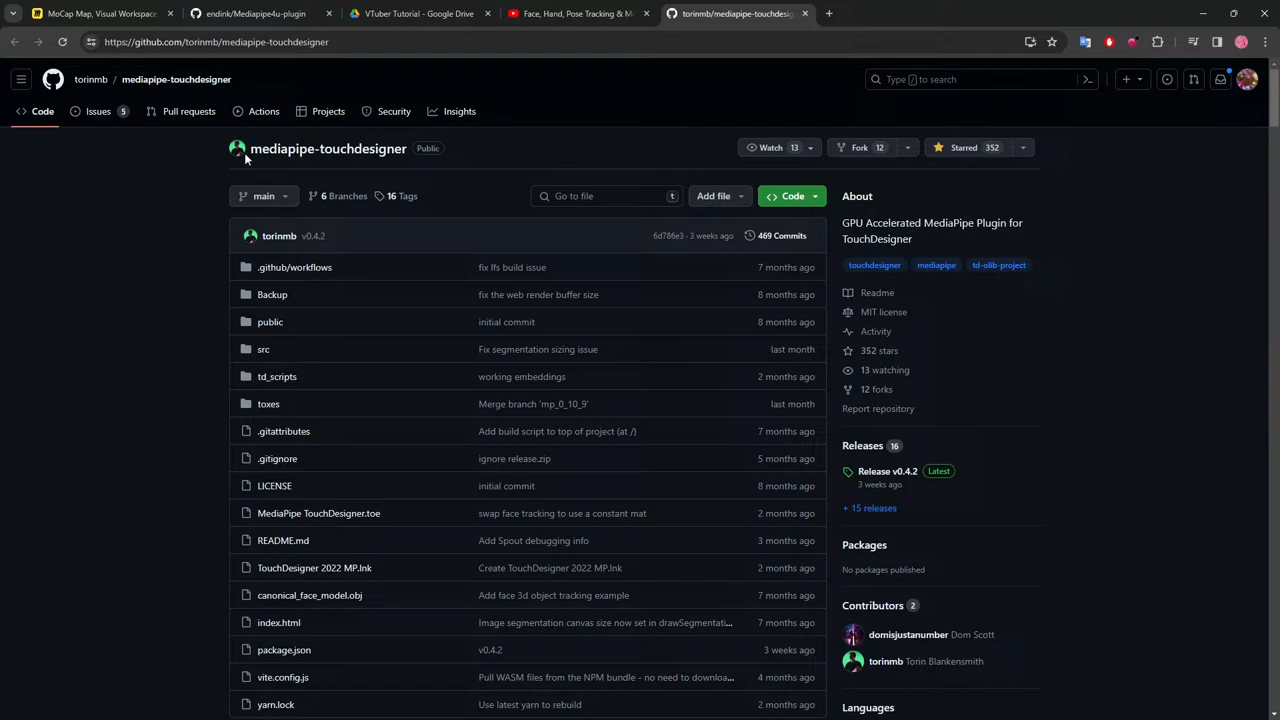 MoCap Map, Visual Workspace
endink/Mediapipe4u-plugin
VTuber Tutorial - Google Drive
Face, Hand, Pose Tracking & M
torinmb/mediapipe-touchdesig
https://github.com/torinmb/mediapipe-touchdesigner
torinmb / mediapipe-touchdesigner
Type / to search
Code
Issues 5
Pull requests
Actions
Projects
Security
Insights
mediapipe-touchdesigner Public
Watch 13
Fork 12
Starred 352
main
6 Branches
16 Tags
Go to file t
Add file
Code
torinmb v0.4.2 6d786e3 · 3 weeks ago 469 Commits
.github/workflows fix lfs build issue 7 months ago
Backup fix the web render buffer size 8 months ago
public initial commit 8 months ago
src Fix segmentation sizing issue last month
td_scripts working embeddings 2 months ago
toxes Merge branch 'mp_0_10_9' last month
.gitattributes Add build script to top of project (at /) 7 months ago
.gitignore ignore release.zip 5 months ago
LICENSE initial commit 8 months ago
MediaPipe TouchDesigner.toe swap face tracking to use a constant mat 2 months ago
README.md Add Spout debugging info 3 months ago
TouchDesigner 2022 MP.lnk Create TouchDesigner 2022 MP.lnk 2 months ago
canonical_face_model.obj Add face 3d object tracking example 7 months ago
index.html Image segmentation canvas size now set in drawSegmentati... 7 months ago
package.json v0.4.2 3 weeks ago
vite.config.js Pull WASM files from the NPM bundle - no need to downloa... 4 months ago
yarn.lock Use latest yarn to rebuild 2 months ago
About
GPU Accelerated MediaPipe Plugin for
TouchDesigner
touchdesigner mediapipe td-olib-project
Readme
MIT license
Activity
352 stars
13 watching
12 forks
Report repository
Releases 16
Release v0.4.2 Latest
3 weeks ago
+ 15 releases
Packages
No packages published
Contributors 2
domisjustanumber Dom Scott
torinmb Torin Blankensmith
Languages